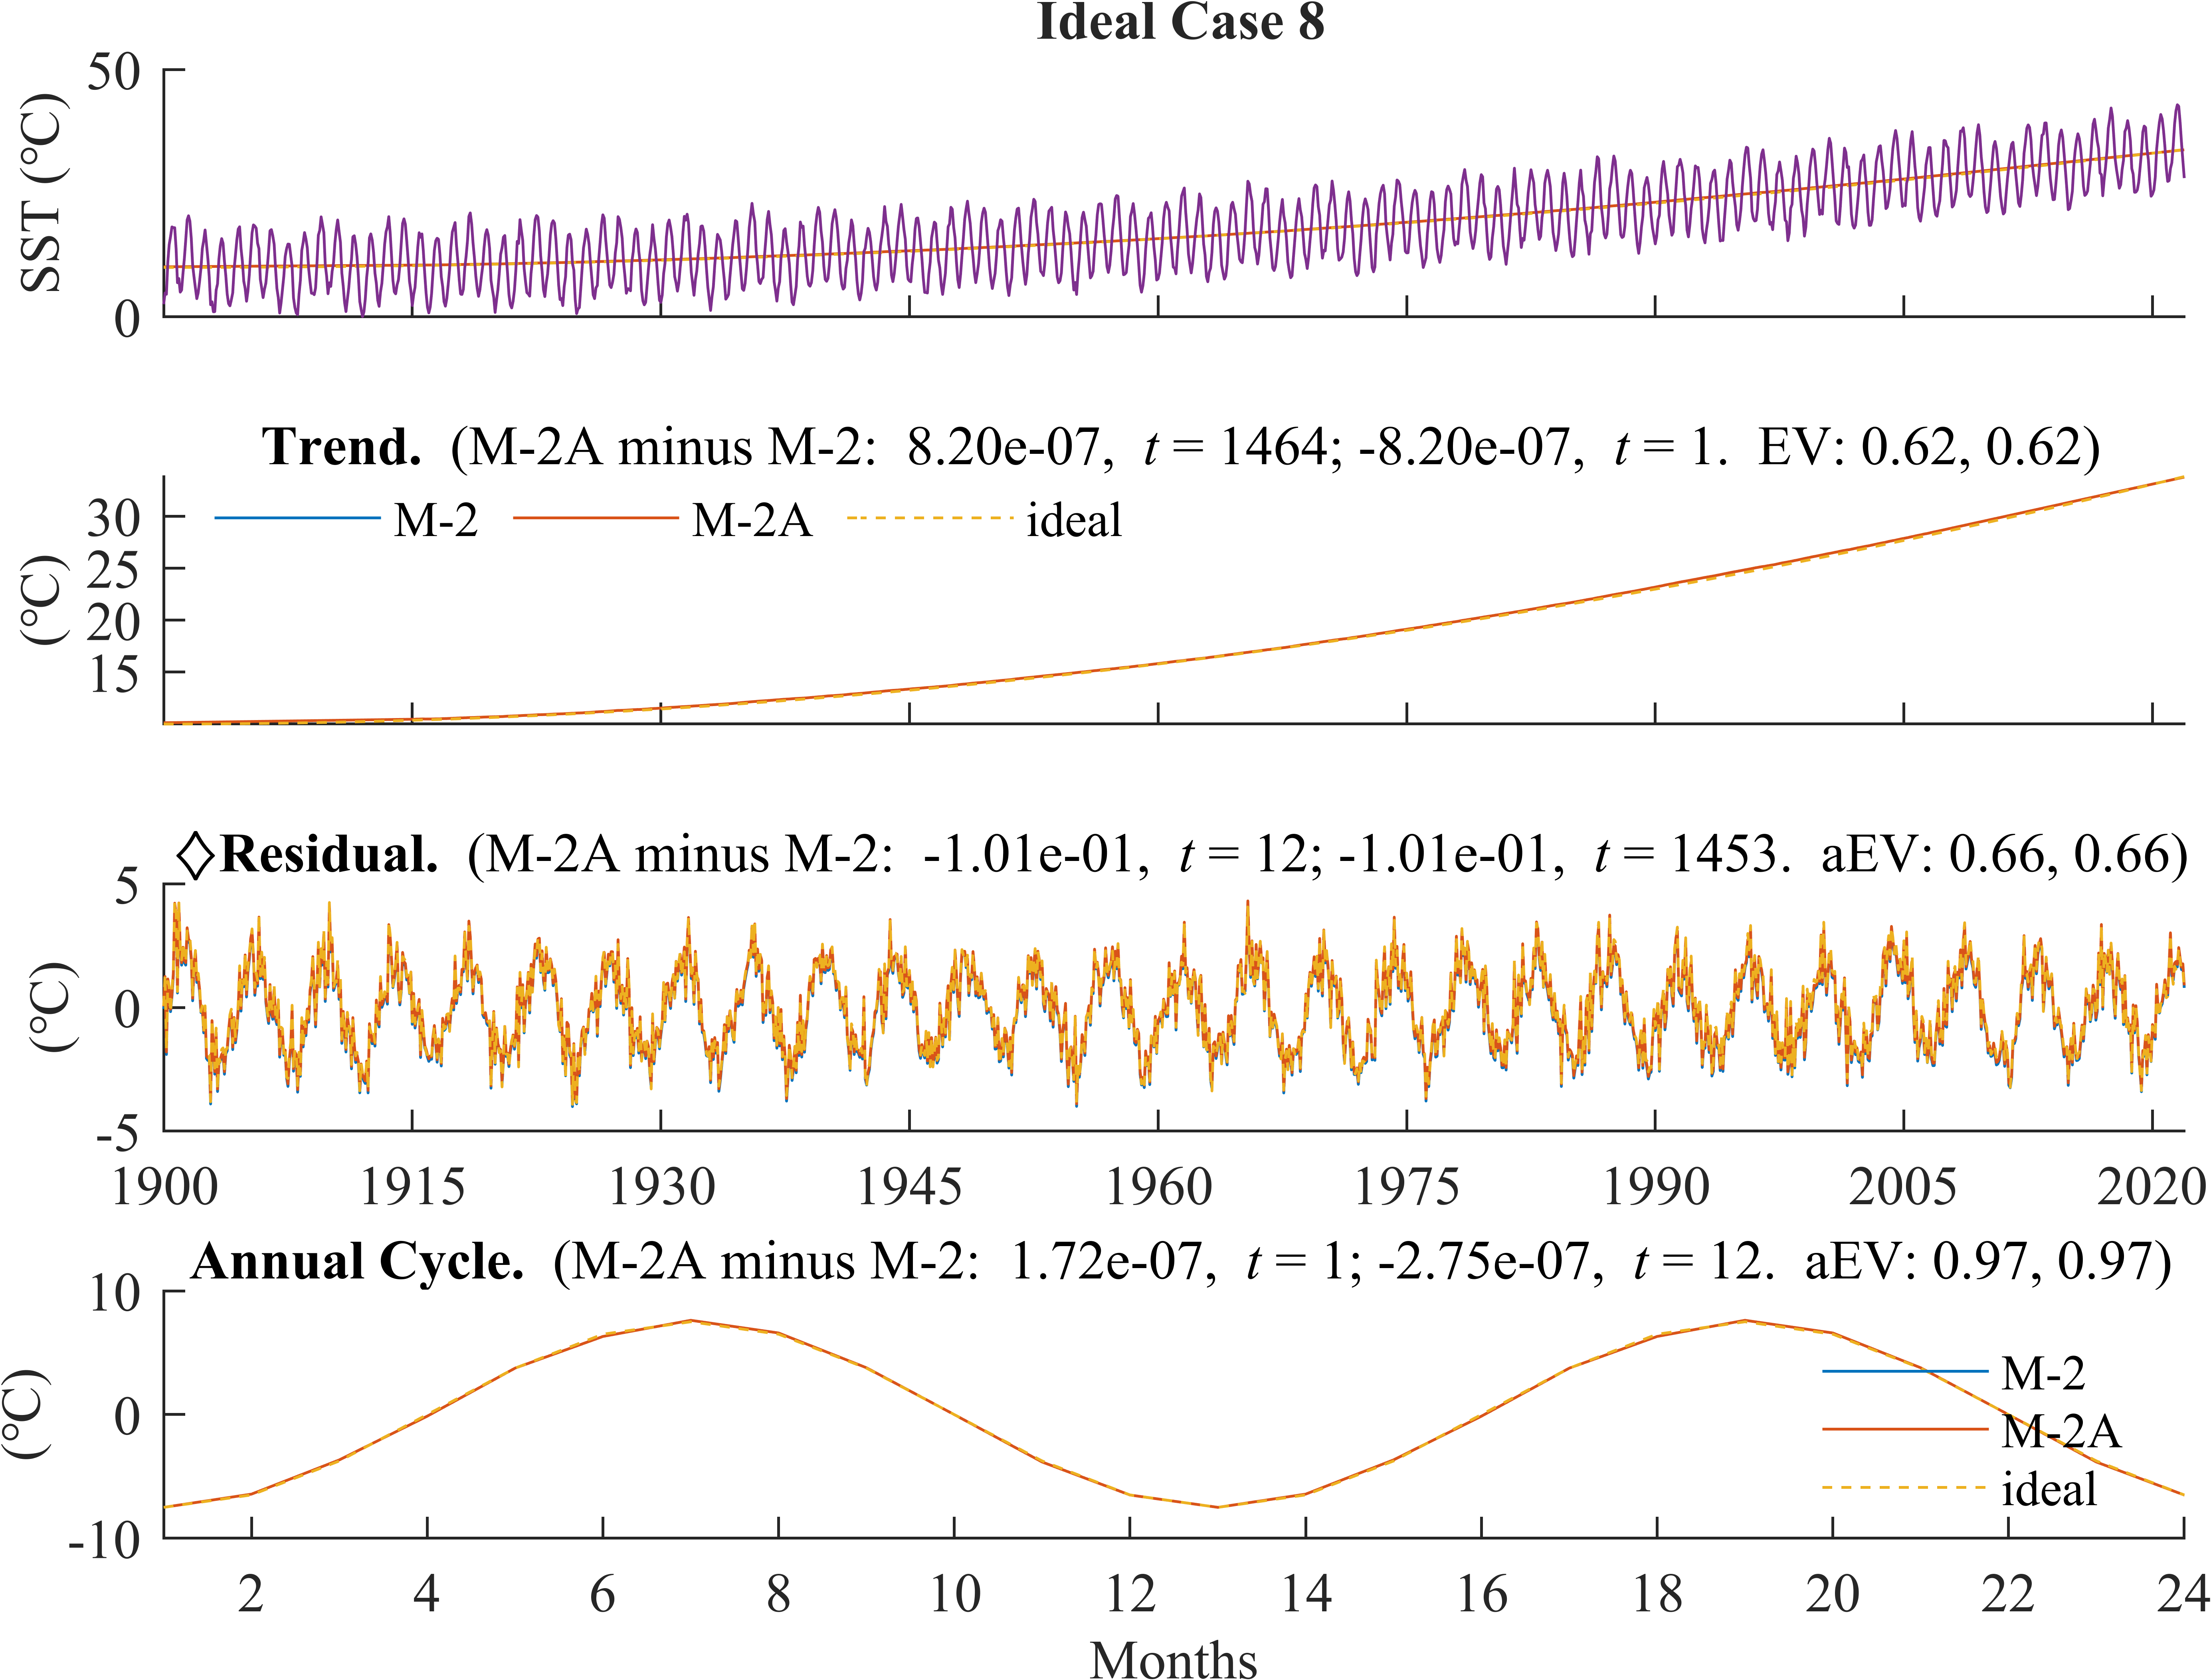 Ideal Case 8
50
SST (°C)
0
Trend. (M-2A minus M-2: 8.20e-07, t = 1464; -8.20e-07, t = 1. EV: 0.62, 0.62)
M-2 M-2A ideal
30
25
20
15
(°C)
◊Residual. (M-2A minus M-2: -1.01e-01, t = 12; -1.01e-01, t = 1453. aEV: 0.66, 0.66)
5
0
-5
(°C)
1900 1915 1930 1945 1960 1975 1990 2005 2020
Annual Cycle. (M-2A minus M-2: 1.72e-07, t = 1; -2.75e-07, t = 12. aEV: 0.97, 0.97)
10
0
-10
(°C)
M-2
M-2A
ideal
2 4 6 8 10 12 14 16 18 20 22 24
Months